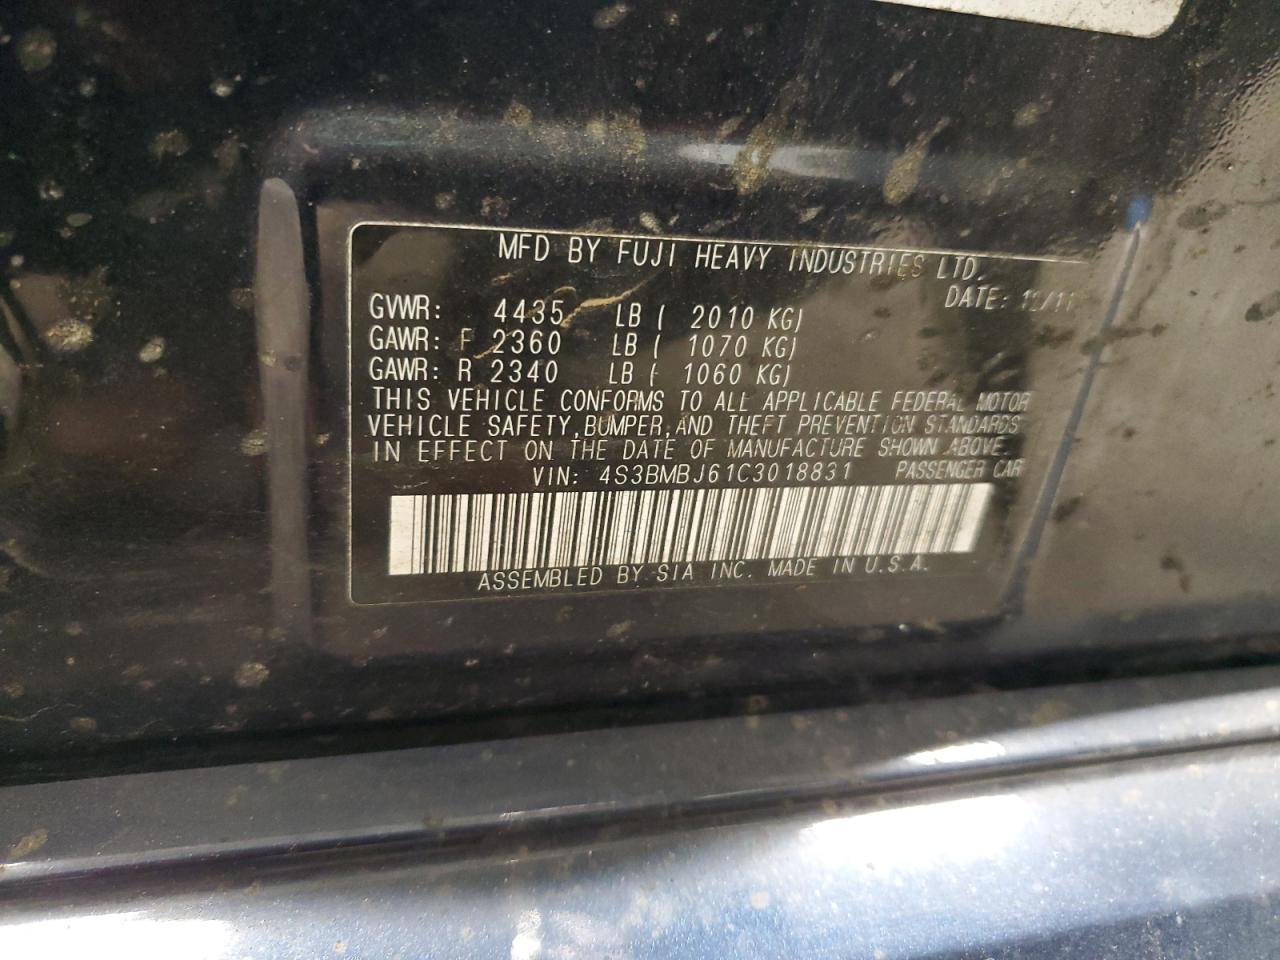 MFD BY FUJI HEAVY INDUSTRIES LTD.
DATE: 12/11
GVWR: 4435 LB ( 2010 KG)
GAWR: F 2360 LB ( 1070 KG)
GAWR: R 2340 LB ( 1060 KG)
THIS VEHICLE CONFORMS TO ALL APPLICABLE FEDERAL MOTOR
VEHICLE SAFETY, BUMPER, AND THEFT PREVENTION STANDARDS
IN EFFECT ON THE DATE OF MANUFACTURE SHOWN ABOVE.
VIN: 4S3BMBJ61C3018831 PASSENGER CAR
ASSEMBLED BY SIA INC. MADE IN U.S.A.